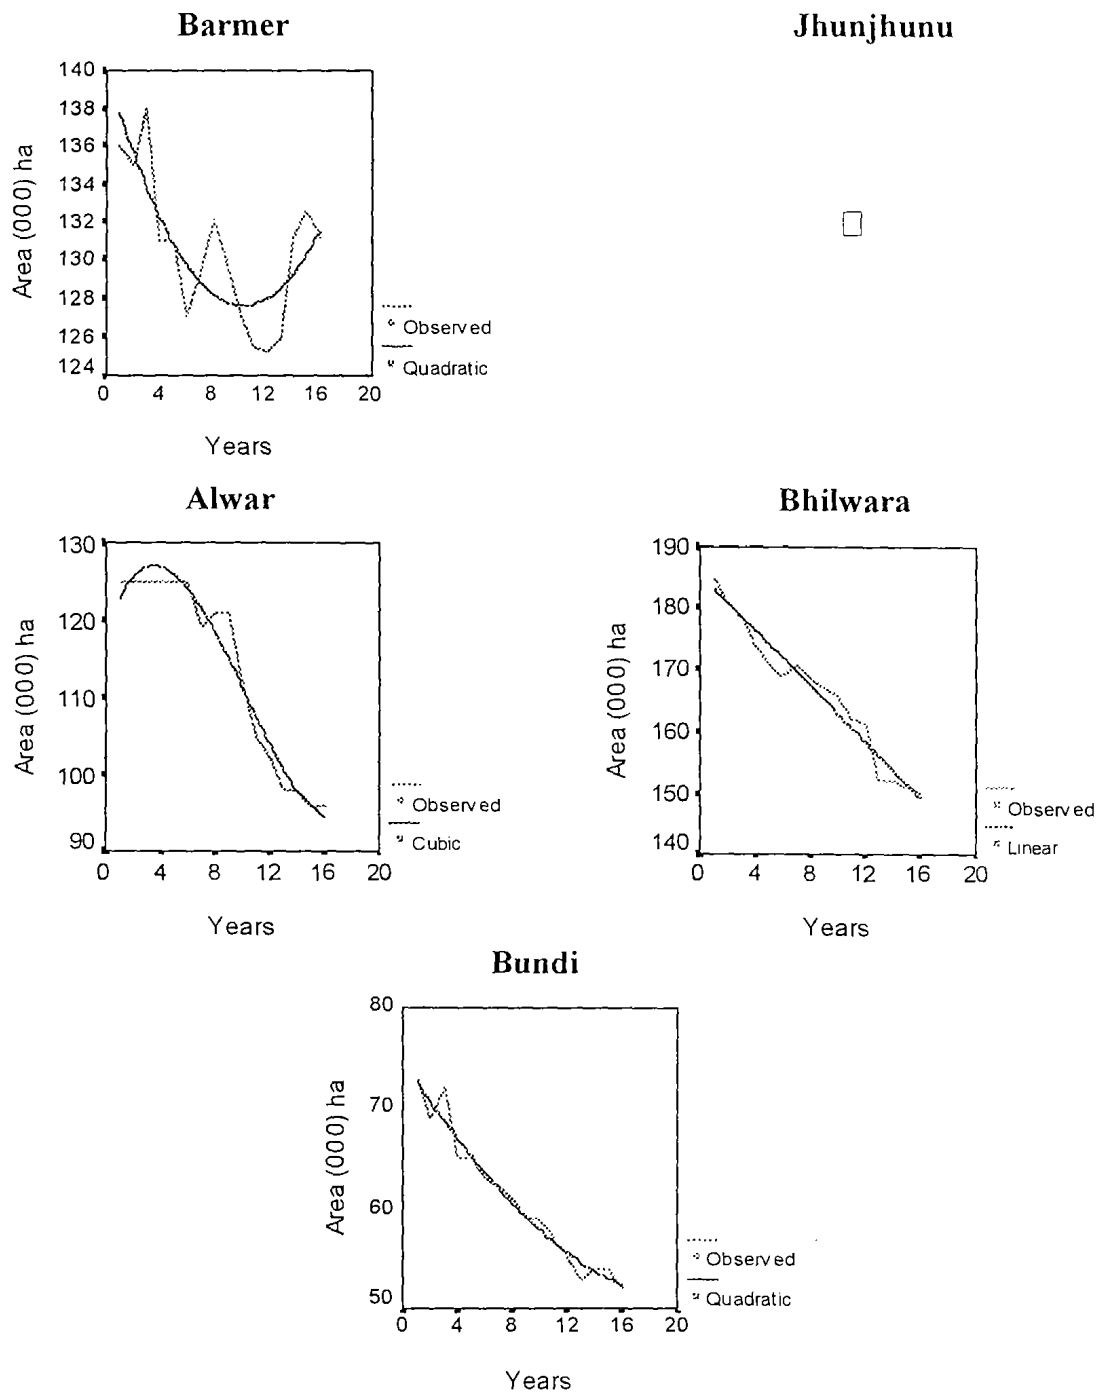 Barmer
Jhunjhunu
140
138
136
134
132
130
128
126
124
Area (000) ha
0 4 8 12 16 20
Years
Observed
Quadratic
Alwar
Bhilwara
130
120
110
100
90
Area (000) ha
0 4 8 12 16 20
Years
Observed
Cubic
190
180
170
160
150
140
Area (000) ha
0 4 8 12 16 20
Years
Observed
Linear
Bundi
80
70
60
50
Area (000) ha
0 4 8 12 16 20
Years
Observed
Quadratic